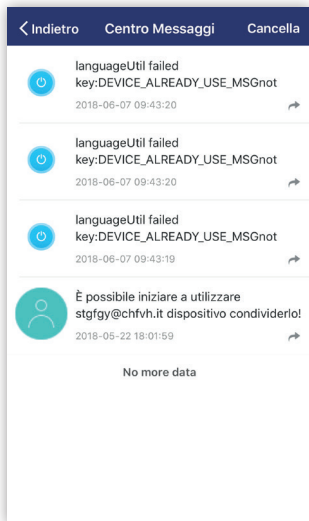 Indietro Centro Messaggi Cancella
languageUtil failed
key:DEVICE_ALREADY_USE_MSGnot
2018-06-07 09:43:20
languageUtil failed
key:DEVICE_ALREADY_USE_MSGnot
2018-06-07 09:43:20
languageUtil failed
key:DEVICE_ALREADY_USE_MSGnot
2018-06-07 09:43:19
È possibile iniziare a utilizzare
stgfgy@chfvh.it dispositivo condividerlo!
2018-05-22 18:01:59
No more data